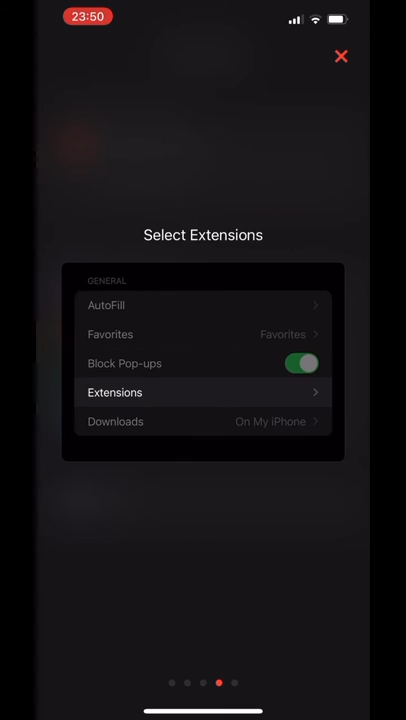 23:50
Select Extensions
GENERAL
AutoFill
Favorites Favorites
Block Pop-ups
Extensions
Downloads On My iPhone